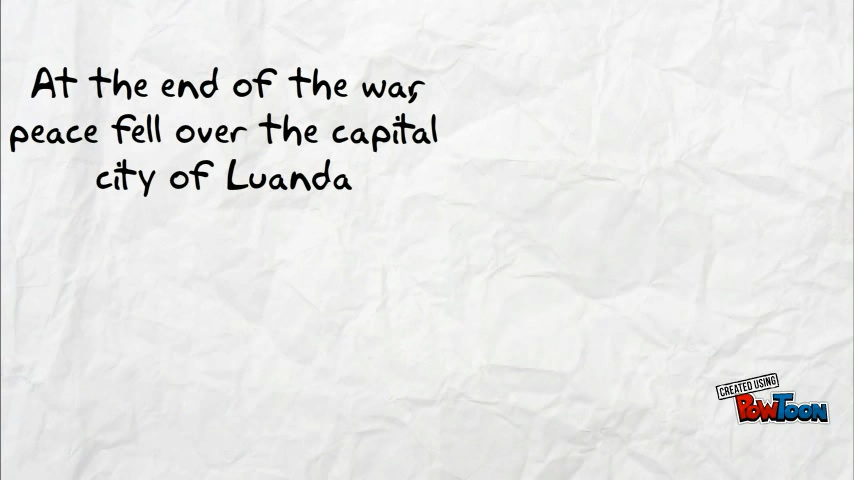 At the end of the war,
peace fell over the capital
city of Luanda
CREATED USING
POWTOON